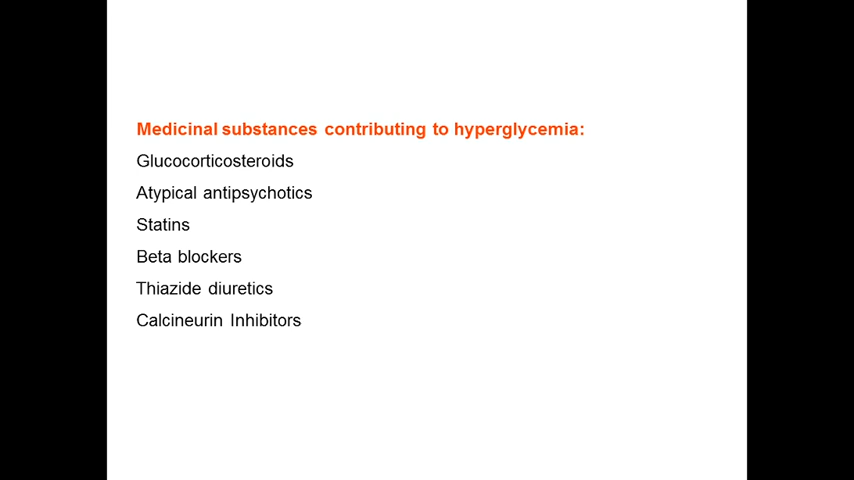 Medicinal substances contributing to hyperglycemia:
Glucocorticosteroids
Atypical antipsychotics
Statins
Beta blockers
Thiazide diuretics
Calcineurin Inhibitors